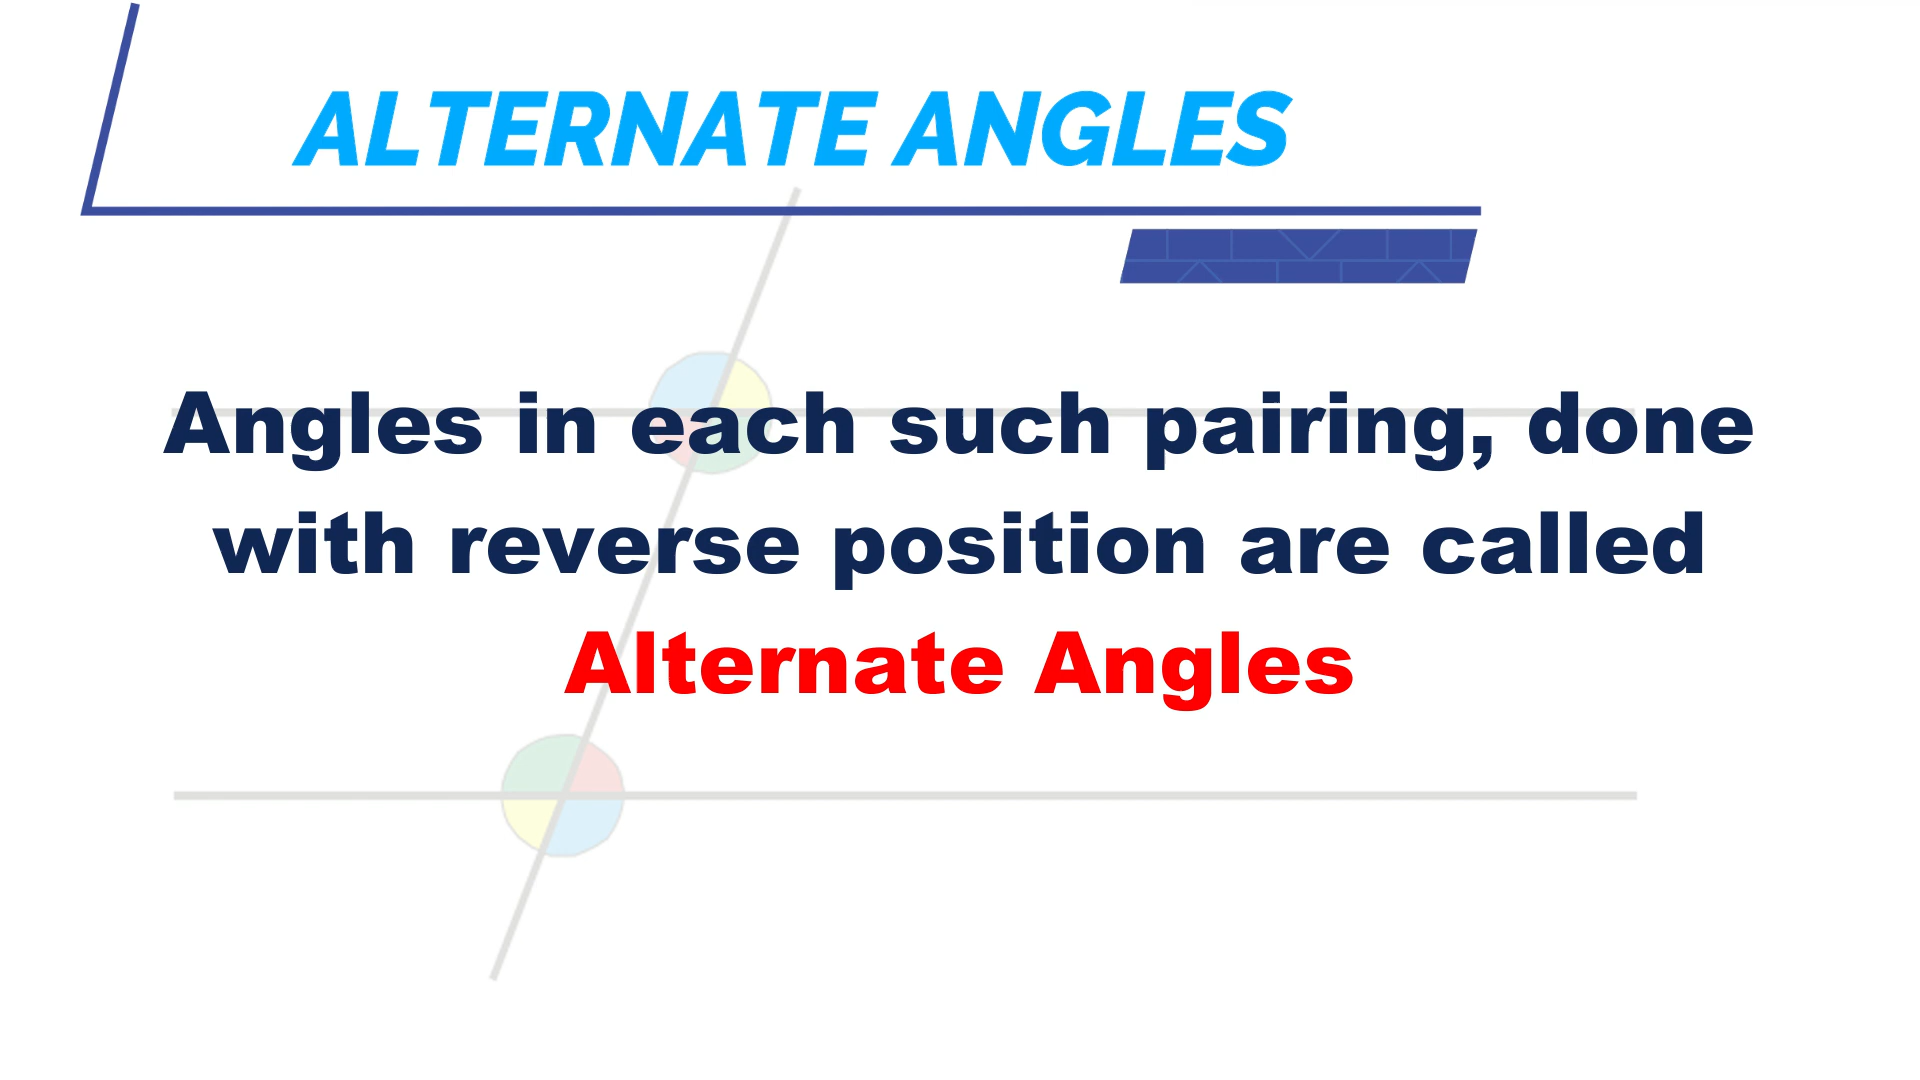 ALTERNATE ANGLES
Angles in each such pairing, done
with reverse position are called
Alternate Angles